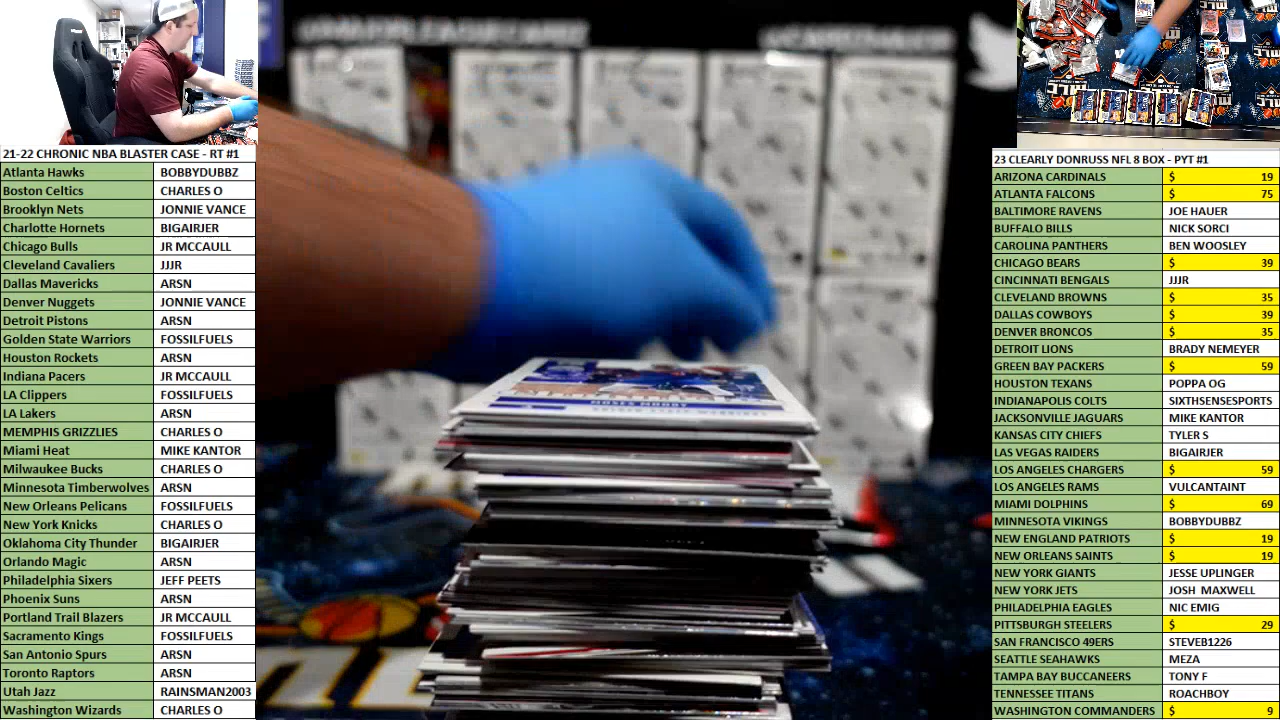 21-22 CHRONIC NBA BLASTER CASE - RT #1
Atlanta Hawks BOBBYDUBBZ
Boston Celtics CHARLES O
Brooklyn Nets JONNIE VANCE
Charlotte Hornets BIGAIRJER
Chicago Bulls JR MCCAULL
Cleveland Cavaliers JJJR
Dallas Mavericks ARSN
Denver Nuggets JONNIE VANCE
Detroit Pistons ARSN
Golden State Warriors FOSSILFUELS
Houston Rockets ARSN
Indiana Pacers JR MCCAULL
LA Clippers FOSSILFUELS
LA Lakers ARSN
MEMPHIS GRIZZLIES CHARLES O
Miami Heat MIKE KANTOR
Milwaukee Bucks CHARLES O
Minnesota Timberwolves ARSN
New Orleans Pelicans FOSSILFUELS
New York Knicks CHARLES O
Oklahoma City Thunder BIGAIRJER
Orlando Magic ARSN
Philadelphia Sixers JEFF PEETS
Phoenix Suns ARSN
Portland Trail Blazers JR MCCAULL
Sacramento Kings FOSSILFUELS
San Antonio Spurs ARSN
Toronto Raptors ARSN
Utah Jazz RAINSMAN2003
Washington Wizards CHARLES O
MOSES MOODY
23 CLEARLY DONRUSS NFL 8 BOX - PYT #1
ARIZONA CARDINALS $ 19
ATLANTA FALCONS $ 75
BALTIMORE RAVENS JOE HAUER
BUFFALO BILLS NICK SORCI
CAROLINA PANTHERS BEN WOOSLEY
CHICAGO BEARS $ 39
CINCINNATI BENGALS JJJR
CLEVELAND BROWNS $ 35
DALLAS COWBOYS $ 39
DENVER BRONCOS $ 35
DETROIT LIONS BRADY NEMEYER
GREEN BAY PACKERS $ 59
HOUSTON TEXANS POPPA OG
INDIANAPOLIS COLTS SIXTHSENSESPORTS
JACKSONVILLE JAGUARS MIKE KANTOR
KANSAS CITY CHIEFS TYLER S
LAS VEGAS RAIDERS BIGAIRJER
LOS ANGELES CHARGERS $ 59
LOS ANGELES RAMS VULCANTAINT
MIAMI DOLPHINS $ 69
MINNESOTA VIKINGS BOBBYDUBBZ
NEW ENGLAND PATRIOTS $ 19
NEW ORLEANS SAINTS $ 19
NEW YORK GIANTS JESSE UPLINGER
NEW YORK JETS JOSH MAXWELL
PHILADELPHIA EAGLES NIC EMIG
PITTSBURGH STEELERS $ 29
SAN FRANCISCO 49ERS STEVEB1226
SEATTLE SEAHAWKS MEZA
TAMPA BAY BUCCANEERS TONY F
TENNESSEE TITANS ROACHBOY
WASHINGTON COMMANDERS $ 9